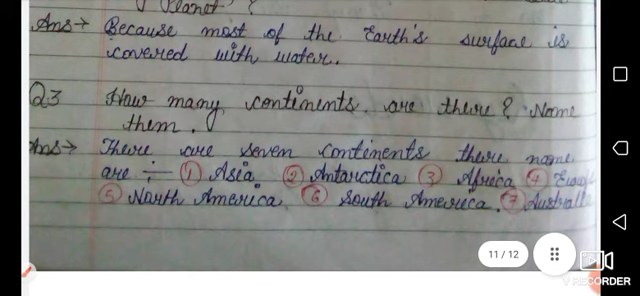 Planet ?
Ans → Because most of the Earth's surface is
covered with water.
Q3 How many continents are there? Name
them.
Ans → There are seven continents there name
are ÷ ① Asia ② Antarctica ③ Africa ④
⑤ North America ⑥ South America. ⑦
11 / 12
RECORDER